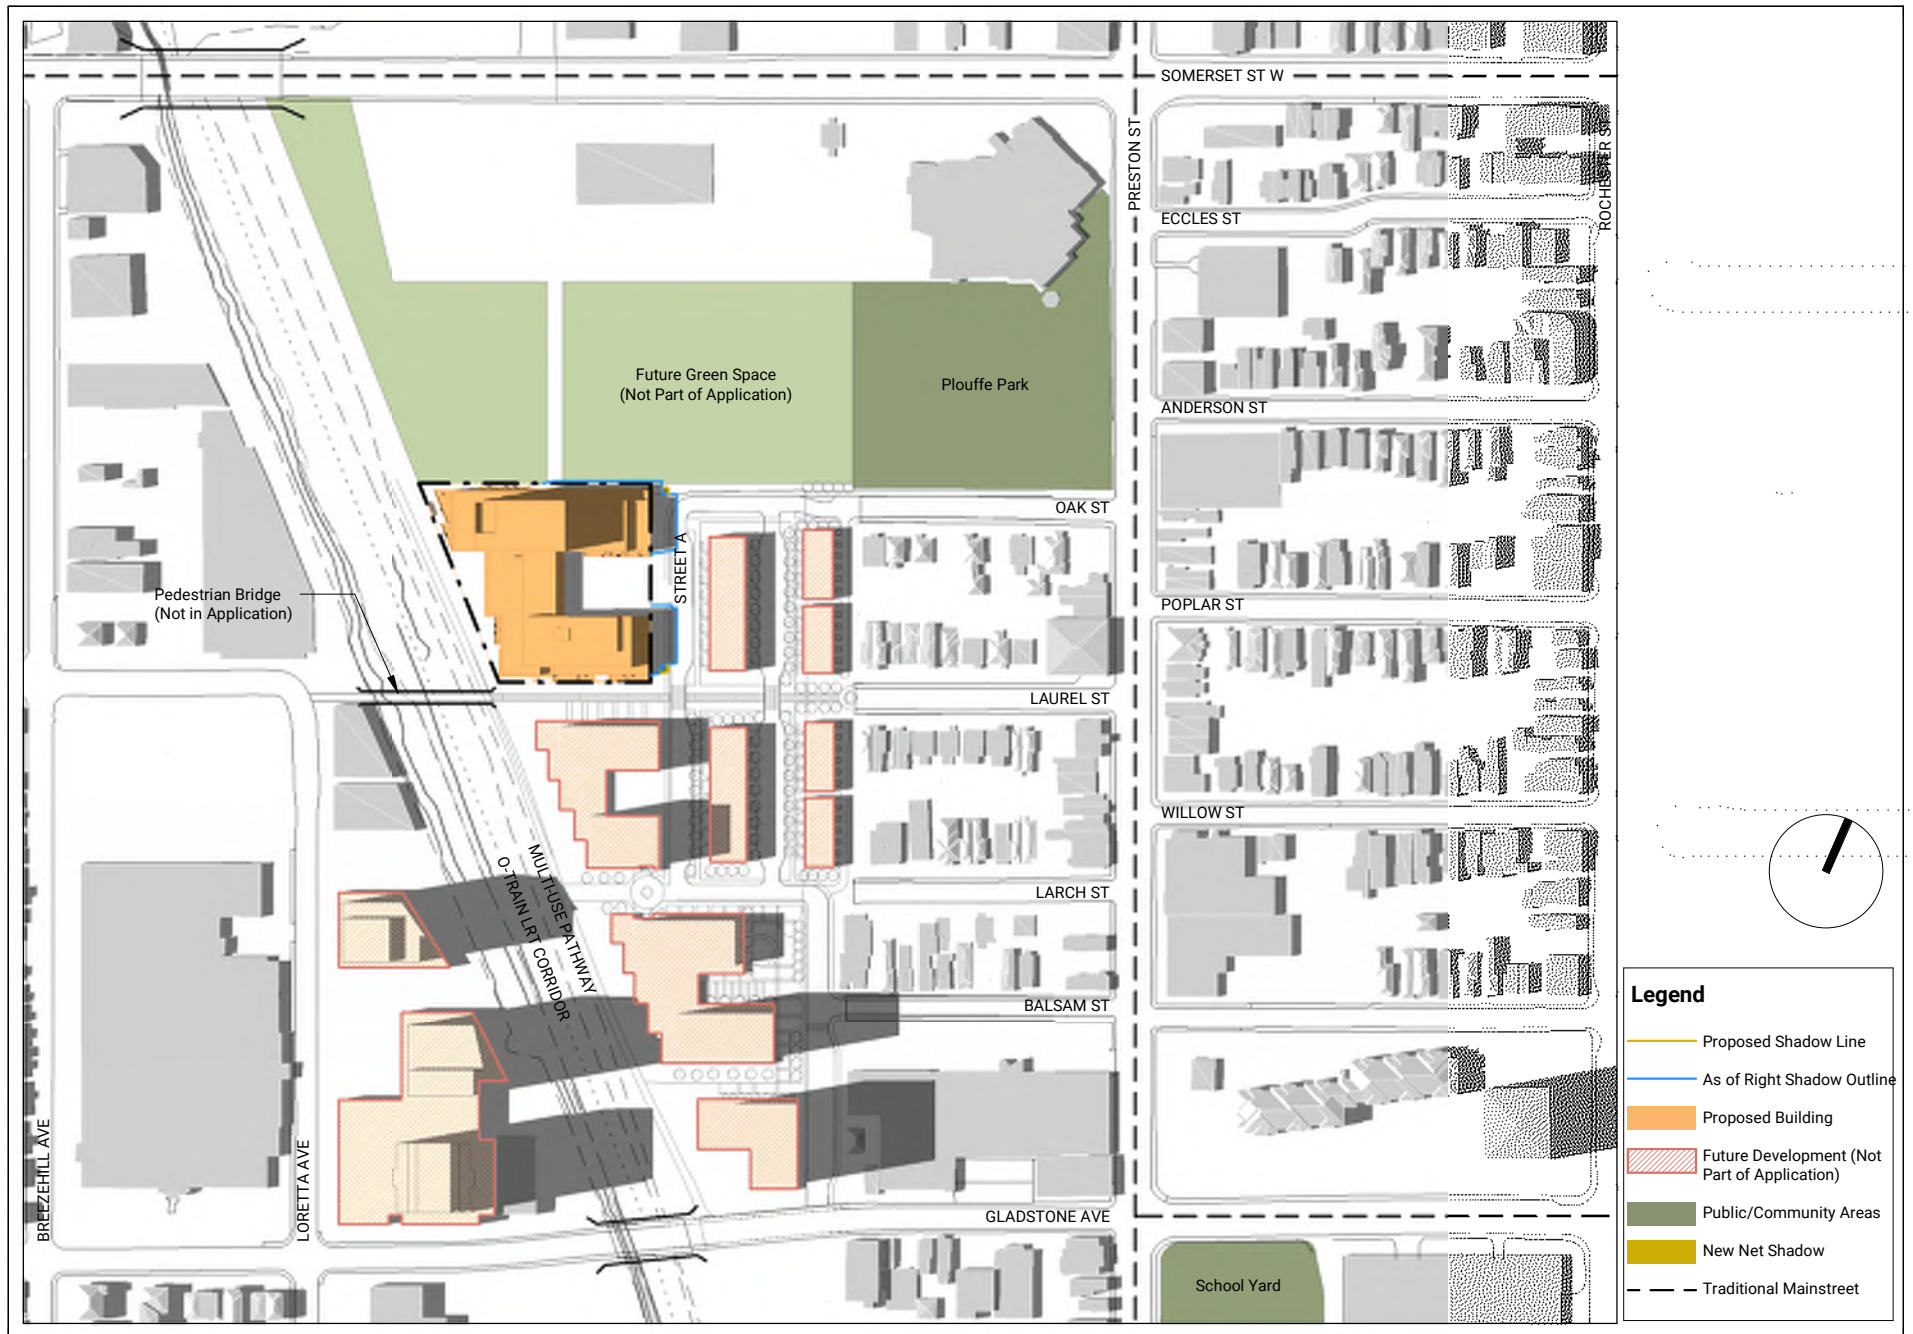 SOMERSET ST W
PRESTON ST
ROCHESTER ST
ECCLES ST
Future Green Space
(Not Part of Application)
Plouffe Park
ANDERSON ST
OAK ST
STREET A
Pedestrian Bridge
(Not in Application)
POPLAR ST
LAUREL ST
WILLOW ST
MULTI-USE PATHWAY
O-TRAIN LRT CORRIDOR
LARCH ST
BALSAM ST
BREEZEHILL AVE
LORETTA AVE
GLADSTONE AVE
School Yard
Legend
Proposed Shadow Line
As of Right Shadow Outline
Proposed Building
Future Development (Not
Part of Application)
Public/Community Areas
New Net Shadow
Traditional Mainstreet